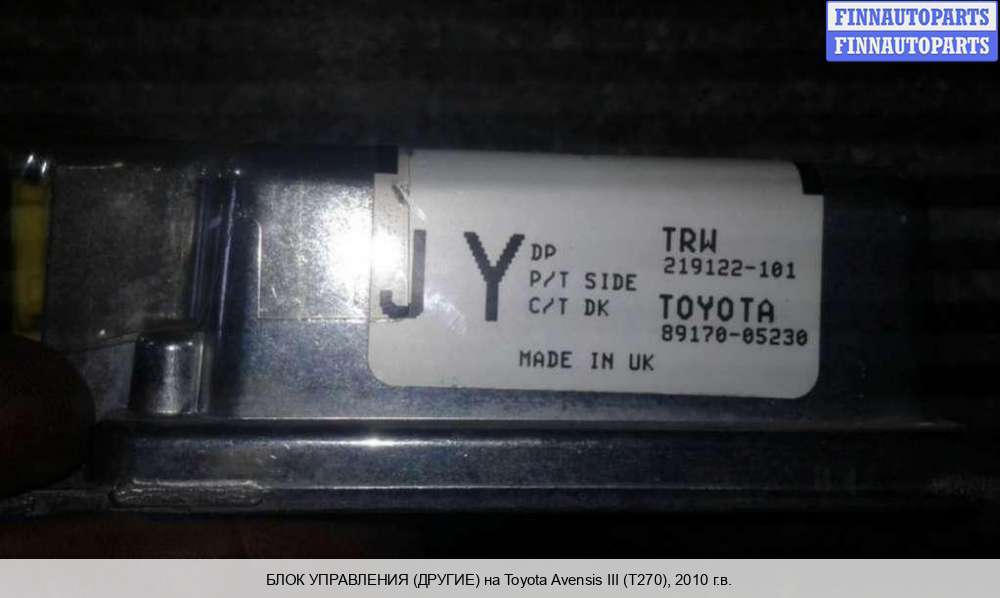 FINNAUTOPARTS
FINNAUTOPARTS
JY
DP
P/T SIDE
C/T DK
TRW
219122-101
TOYOTA
89170-05230
MADE IN UK
БЛОК УПРАВЛЕНИЯ (ДРУГИЕ) на Toyota Avensis III (T270), 2010 г.в.